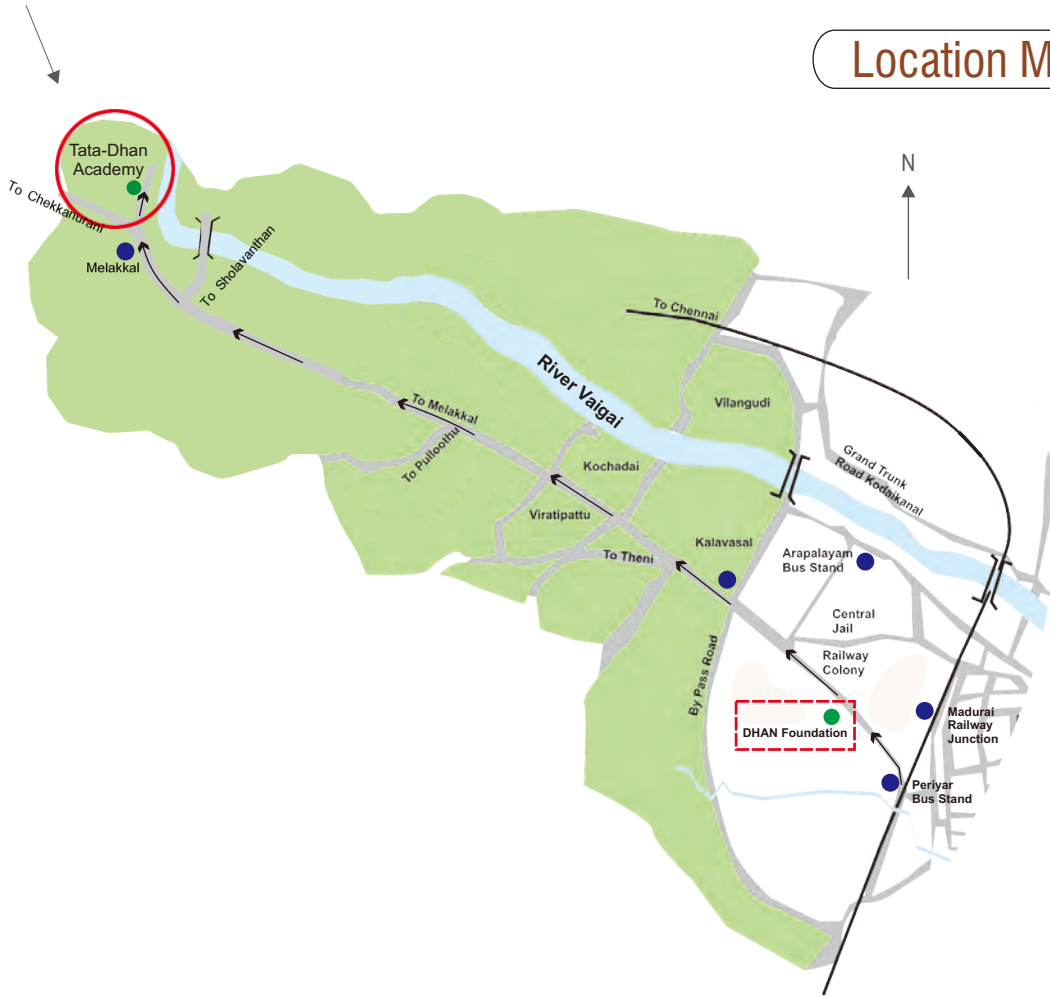 Location M
N
Tata-Dhan
Academy
To Chekkanurani
Melakkal
To Sholavanthan
To Chennai
River Vaigai
Vilangudi
To Melakkal
To Pulloothu
Kochadai
Grand Trunk
Road Kodaikanal
Viratipattu
Kalavasal
To Theni
Arapalayam
Bus Stand
Central
Jail
Railway
Colony
By Pass Road
DHAN Foundation
Madurai
Railway
Junction
Periyar
Bus Stand